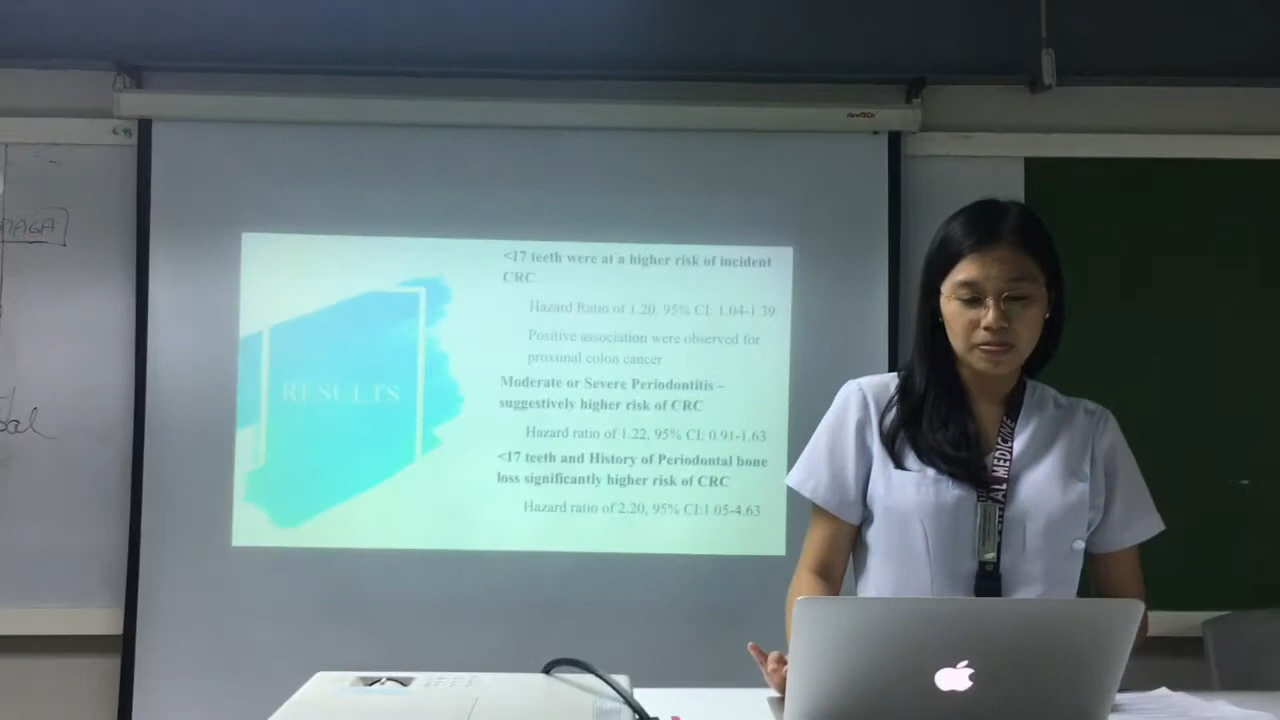 RESULTS
<17 teeth were at a higher risk of incident
CRC
Hazard Ratio of 1.20, 95% CI: 1.04-1.39
Positive association were observed for
proximal colon cancer
Moderate or Severe Periodontitis –
suggestively higher risk of CRC
Hazard ratio of 1.22, 95% CI: 0.91-1.63
<17 teeth and History of Periodontal bone
loss significantly higher risk of CRC
Hazard ratio of 2.20, 95% CI:1.05-4.63
MEDICINE